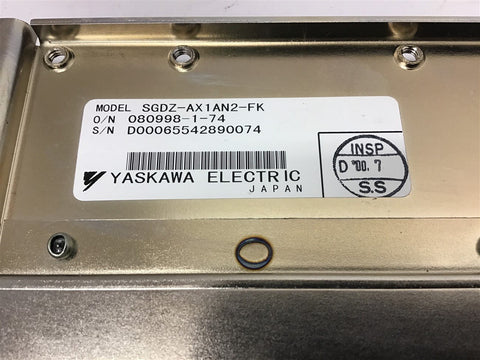 MODEL SGDZ-AX1AN2-FK
O/N 080998-1-74
S/N D00065542890074
YASKAWA ELECTRIC
JAPAN
INSP
D '00. 7
S.S